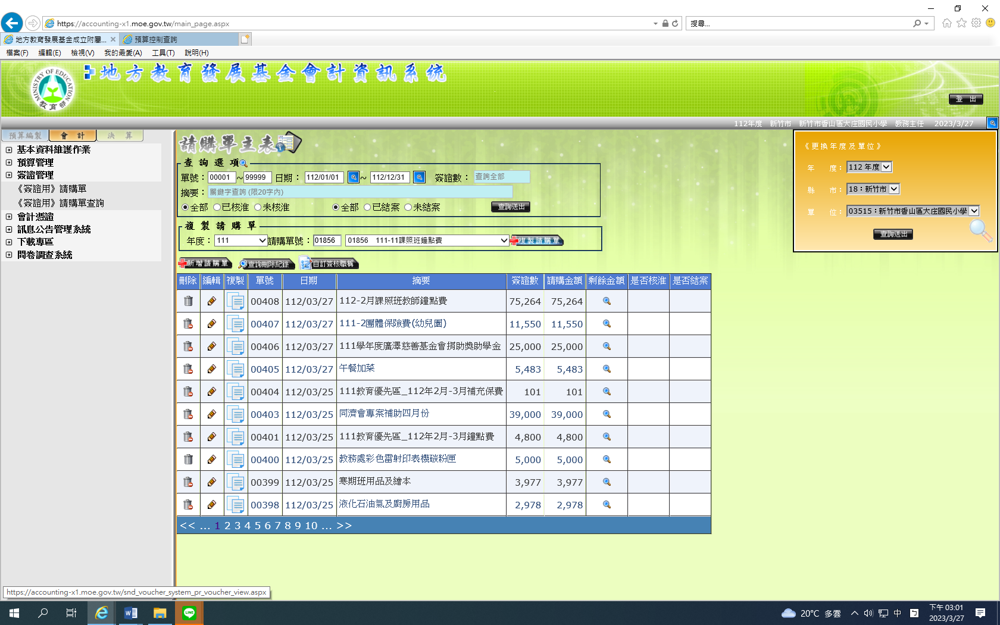 https://accounting-x1.moe.gov.tw/main_page.aspx
搜尋...
地方教育發展基金成立附屬...
預算控制查詢
檔案(F) 編輯(E) 檢視(V) 我的最愛(A) 工具(T) 說明(H)
MINISTRY OF EDUCATION
教育部
地方教育發展基金會計資訊系統
登 出
112年度 新竹市 新竹市香山區大庄國民小學 教務主任 2023/3/27
預算編製 會 計 決 算
基本資料維護作業
預算管理
簽證管理
《簽證用》請購單
《簽證用》請購單查詢
會計憑證
訊息公告管理系統
下載專區
問卷調查系統
請購單主表
查 詢 選 項
單號：00001~99999 日期：112/01/01 ~ 112/12/31 簽證數：查詢全部
摘要：關鍵字查詢 (限20字內)
全部 已核准 未核准 全部 已結案 未結案 查詢送出
複 製 請 購 單
年度：111 請購單號：01856 01856 111-11課照班鐘點費 複製請購單
新增請購單 查詢刪除紀錄 自訂簽核職稱
刪除 編輯 複製 單號 日期 摘要 簽證數 請購金額 剩餘金額 是否核准 是否結案
00408 112/03/27 112-2月課照班教師鐘點費 75,264 75,264
00407 112/03/27 111-2團體保險費(幼兒園) 11,550 11,550
00406 112/03/27 111學年度廣澤慈善基金會捐助獎助學金 25,000 25,000
00405 112/03/27 午餐加菜 5,483 5,483
00404 112/03/25 111教育優先區_112年2月-3月補充保費 101 101
00403 112/03/25 同濟會專案補助四月份 39,000 39,000
00401 112/03/25 111教育優先區_112年2月-3月鐘點費 4,800 4,800
00400 112/03/25 教務處彩色雷射印表機碳粉匣 5,000 5,000
00399 112/03/25 寒期班用品及繪本 3,977 3,977
00398 112/03/25 液化石油氣及廚房用品 2,978 2,978
<< ... 1 2 3 4 5 6 7 8 9 10 ... >>
《更換年度及單位》
年 度：112 年度
縣 市：18：新竹市
單 位：03515：新竹市香山區大庄國民小學
查詢送出
https://accounting-x1.moe.gov.tw/snd_voucher_system_pr_voucher_view.aspx
LINE
20°C 多雲
中
下午 03:01
2023/3/27